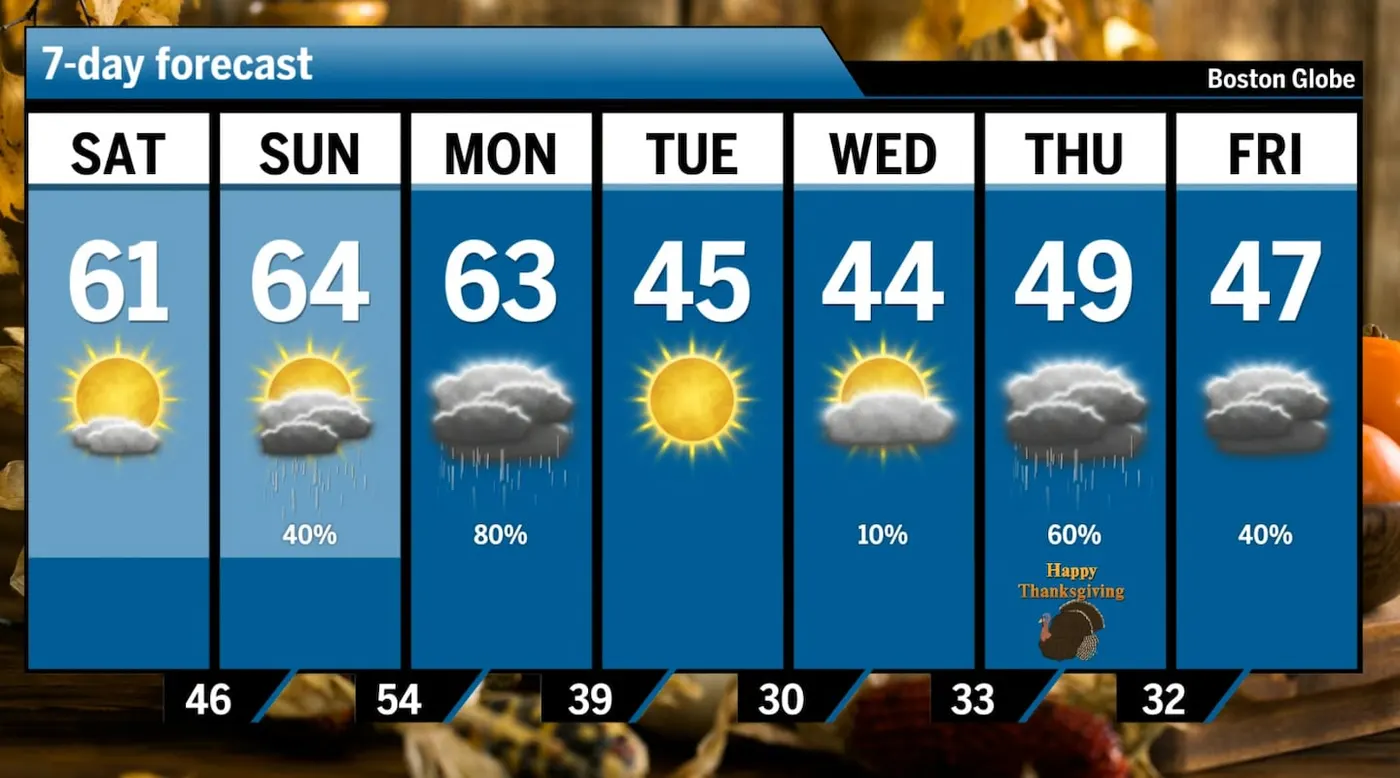 7-day forecast
Boston Globe
SAT SUN MON TUE WED THU FRI
61 64 63 45 44 49 47
40% 80% 10% 60% 40%
Happy
Thanksgiving
46 54 39 30 33 32